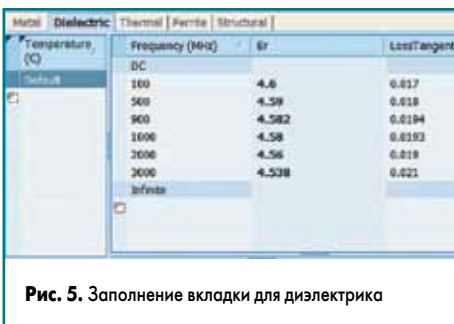 Metal Dielectric Thermal Ferrite Structural
Temperature (C) Frequency (MHz) Er LossTangent
Default DC
100 4.6 0.017
500 4.59 0.018
900 4.582 0.0194
1000 4.58 0.0193
2000 4.56 0.019
3000 4.538 0.021
Infinite
Рис. 5. Заполнение вкладки для диэлектрика